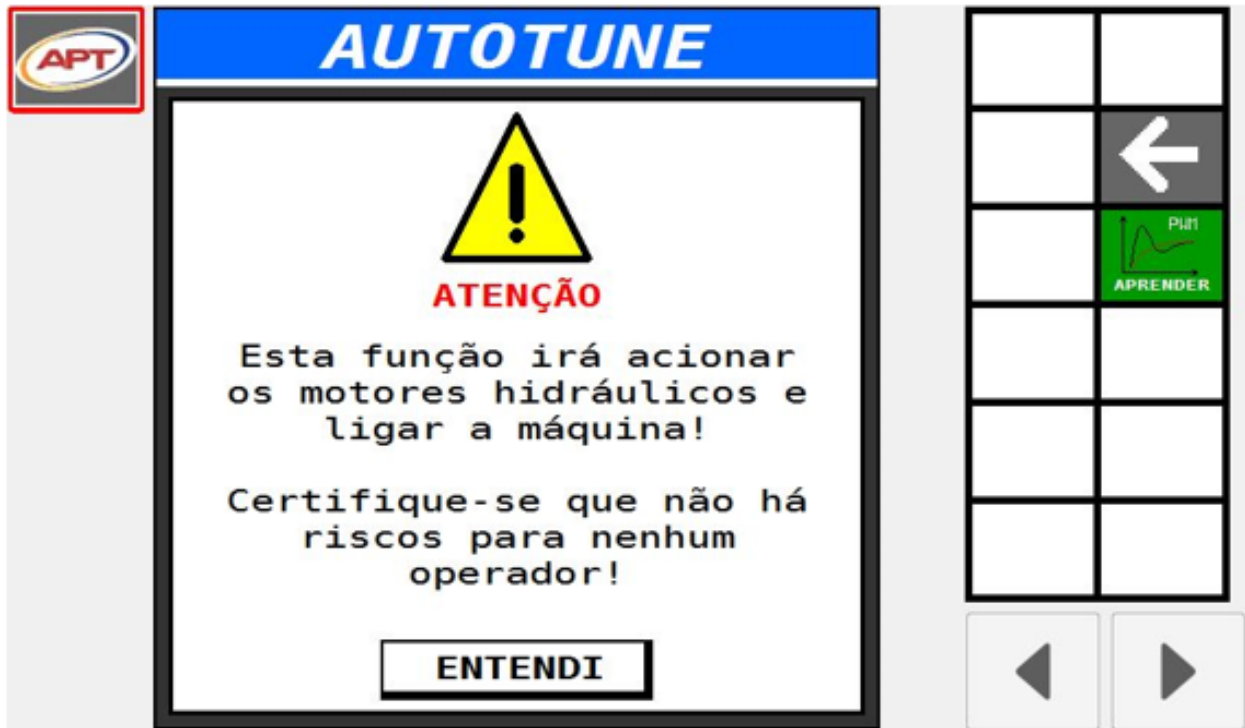 APT
AUTOTUNE
ATENÇÃO
Esta função irá acionar
os motores hidráulicos e
ligar a máquina!
Certifique-se que não há
riscos para nenhum
operador!
ENTENDI
PWM
APRENDER